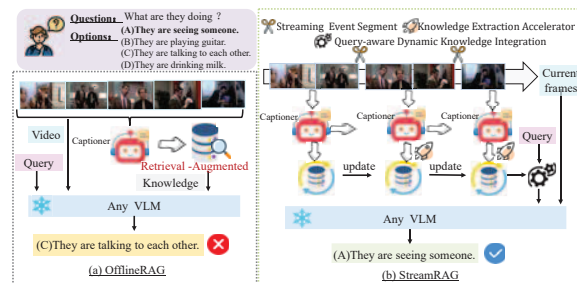 Question: What are they doing ?
Options: (A)They are seeing someone.
(B)They are playing guitar.
(C)They are talking to each other.
(D)They are drinking milk.
Captioner
Video
Retrieval -Augmented
Query
Knowledge
Any VLM
(C)They are talking to each other.
(a) OfflineRAG
Streaming Event Segment
Knowledge Extraction Accelerator
Query-aware Dynamic Knowledge Integration
Current
frames
Captioner
Captioner
Captioner
Query
update
update
Any VLM
(A)They are seeing someone.
(b) StreamRAG